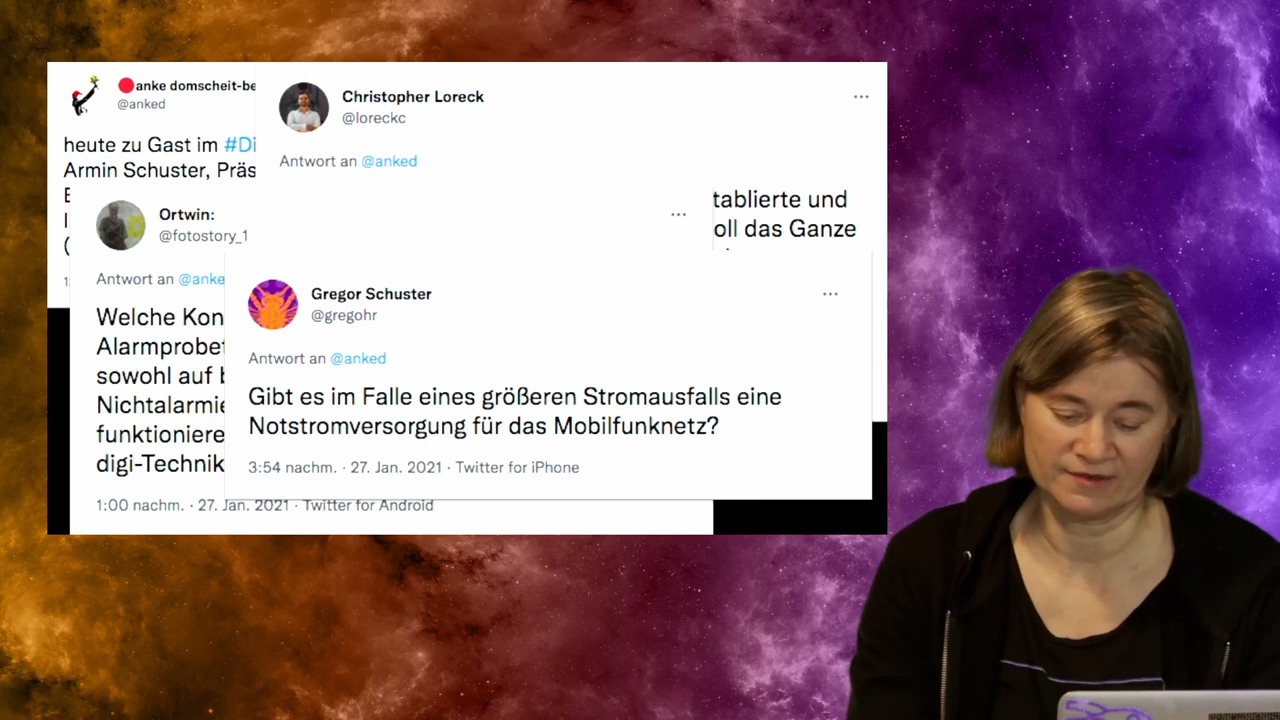 anke domscheit-be
@anked
heute zu Gast im #Di
Armin Schuster, Präs
Christopher Loreck
@loreckc
Antwort an @anked
tablierte und
oll das Ganze
Ortwin:
@fotostory_1
Antwort an @anke
Welche Kon
Alarmprobe
sowohl auf b
Nichtalarmie
funktioniere
digi-Technik
1:00 nachm. · 27. Jan. 2021 · Twitter for Android
Gregor Schuster
@gregohr
Antwort an @anked
Gibt es im Falle eines größeren Stromausfalls eine
Notstromversorgung für das Mobilfunknetz?
3:54 nachm. · 27. Jan. 2021 · Twitter for iPhone